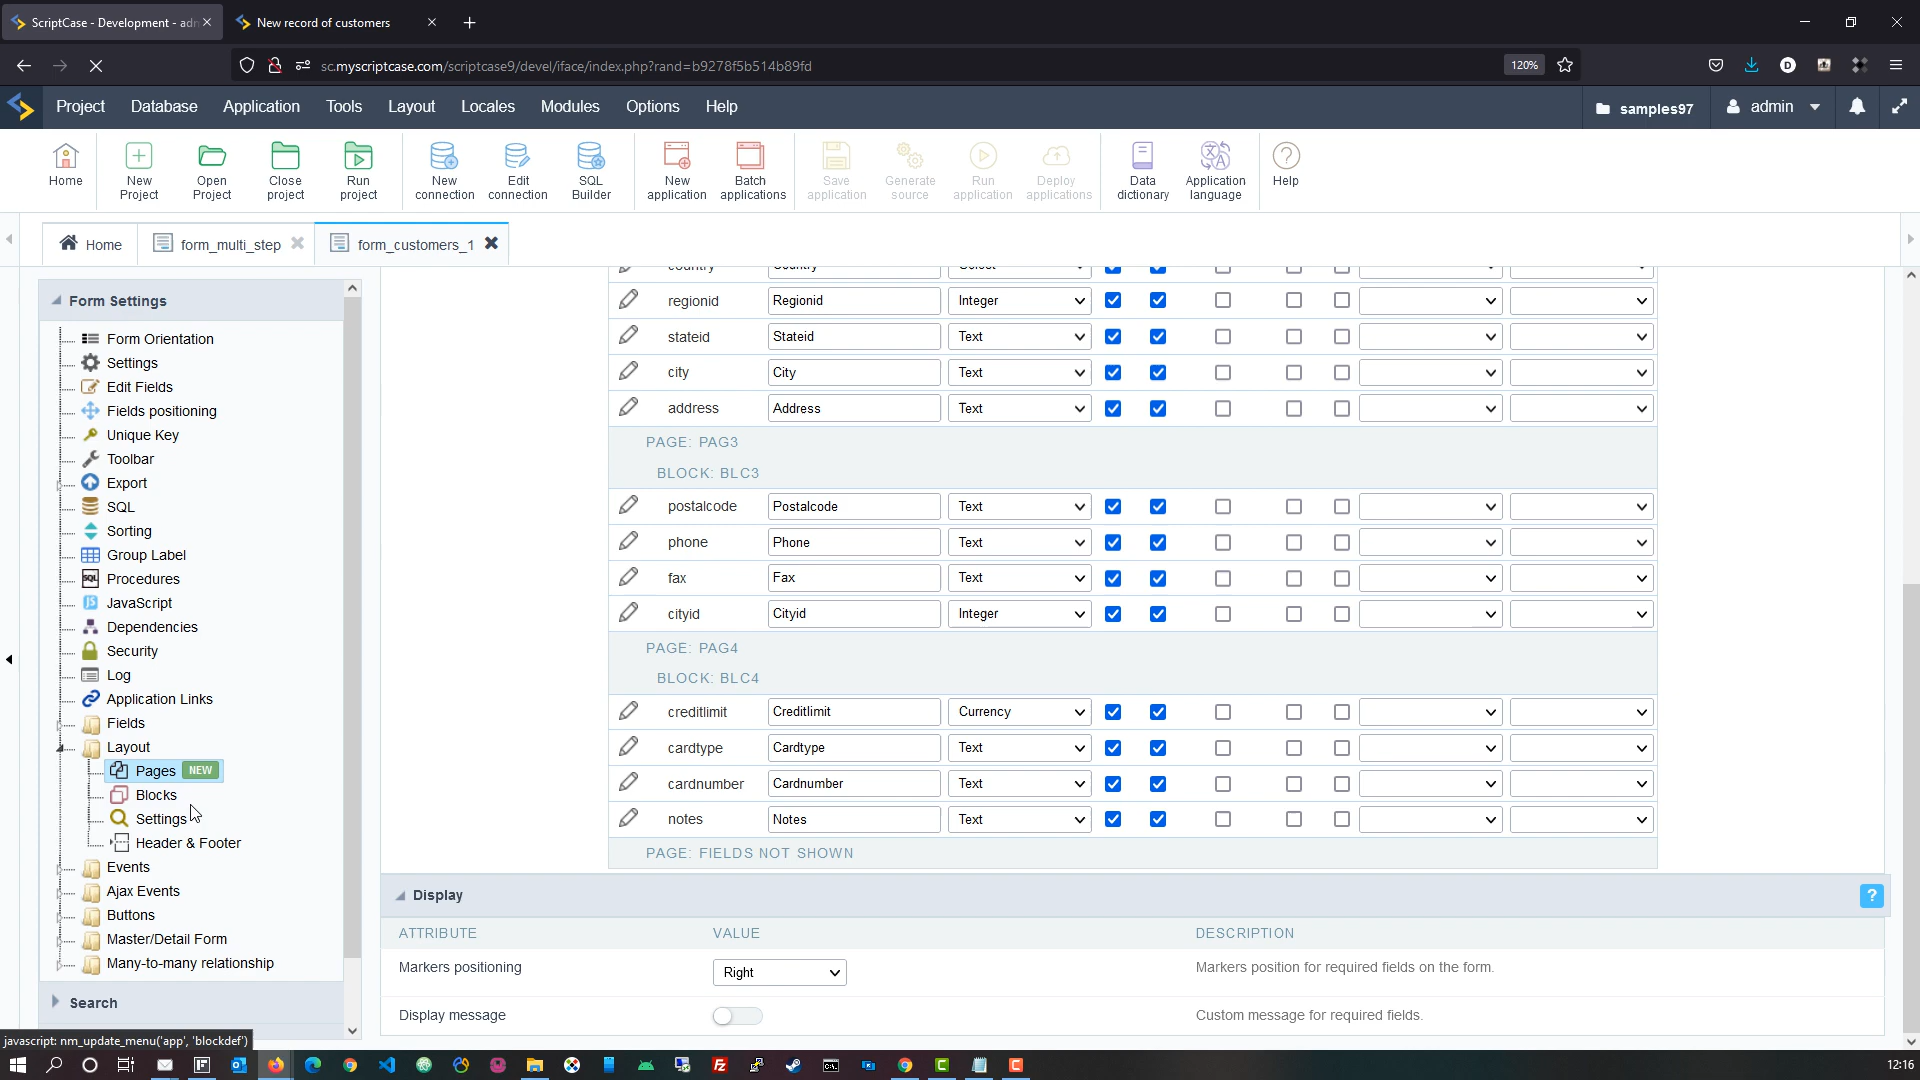 ScriptCase - Development - adm
New record of customers
sc.myscriptcase.com/scriptcase9/devel/iface/index.php?rand=b9278f5b514b89fd
120%
Project Database Application Tools Layout Locales Modules Options Help
samples97
admin
Home
New Project
Open Project
Close project
Run project
New connection
Edit connection
SQL Builder
New application
Batch applications
Save application
Generate source
Run application
Deploy applications
Data dictionary
Application language
Help
Home
form_multi_step
form_customers_1
Form Settings
Form Orientation
Settings
Edit Fields
Fields positioning
Unique Key
Toolbar
Export
SQL
Sorting
Group Label
Procedures
JavaScript
Dependencies
Security
Log
Application Links
Fields
Layout
Pages NEW
Blocks
Settings
Header & Footer
Events
Ajax Events
Buttons
Master/Detail Form
Many-to-many relationship
Search
javascript: nm_update_menu('app', 'blockdef')
country Country Select
regionid Regionid Integer
stateid Stateid Text
city City Text
address Address Text
PAGE: PAG3
BLOCK: BLC3
postalcode Postalcode Text
phone Phone Text
fax Fax Text
cityid Cityid Integer
PAGE: PAG4
BLOCK: BLC4
creditlimit Creditlimit Currency
cardtype Cardtype Text
cardnumber Cardnumber Text
notes Notes Text
PAGE: FIELDS NOT SHOWN
Display
?
ATTRIBUTE VALUE DESCRIPTION
Markers positioning Right Markers position for required fields on the form.
Display message Custom message for required fields.
12:16